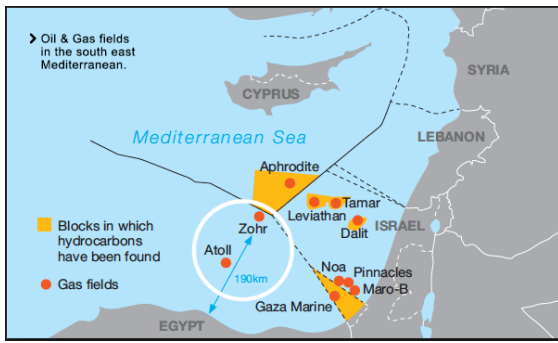 > Oil & Gas fields
in the south east
Mediterranean.
SYRIA
CYPRUS
LEBANON
Mediterranean Sea
Aphrodite
Tamar
Leviathan
Zohr
ISRAEL
Dalit
Blocks in which
hydrocarbons
have been found
Atoll
Gas fields
190km
Noa
Pinnacles
Maro-B
Gaza Marine
EGYPT